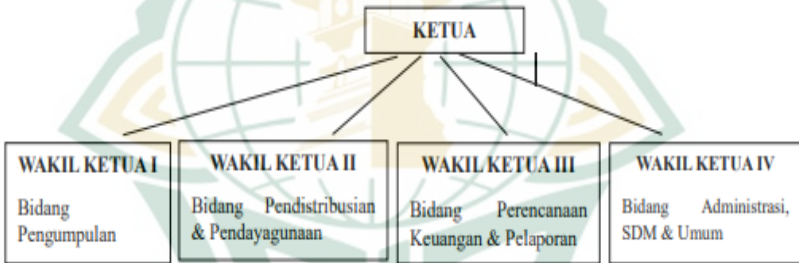 KETUA
WAKIL KETUA I
Bidang
Pengumpulan
WAKIL KETUA II
Bidang Pendistribusian
& Pendayagunaan
WAKIL KETUA III
Bidang Perencanaan
Keuangan & Pelaporan
WAKIL KETUA IV
Bidang Administrasi,
SDM & Umum